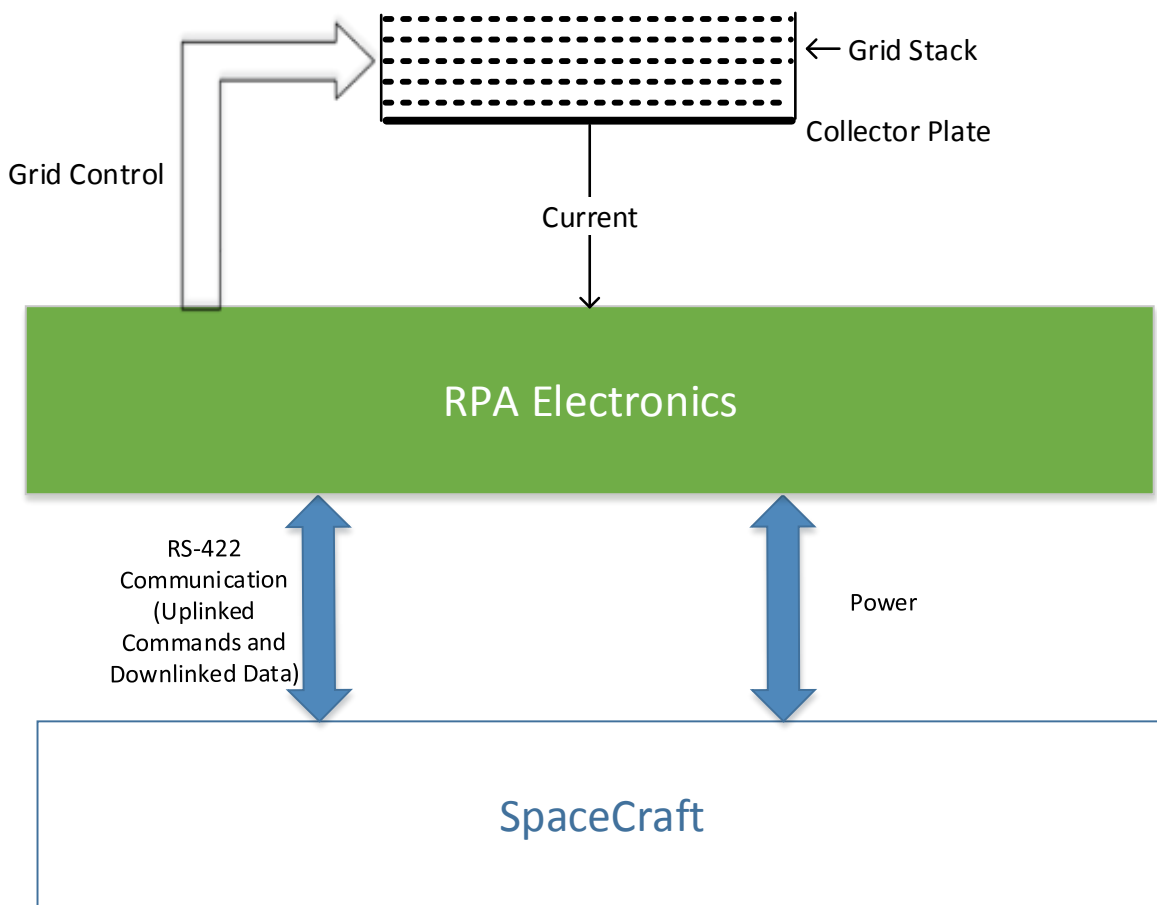 Grid Stack
Collector Plate
Grid Control
Current
RPA Electronics
RS-422
Communication
(Uplinked
Commands and
Downlinked Data)
Power
SpaceCraft